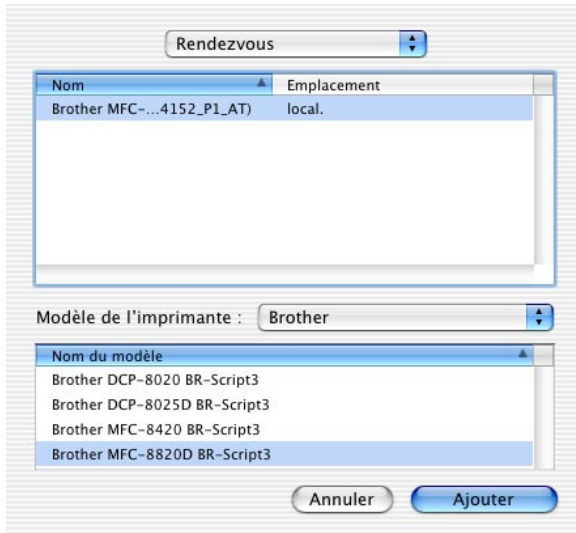 Rendezvous
Nom Emplacement
Brother MFC-...4152_P1_AT) local.
Modèle de l'imprimante : Brother
Nom du modèle
Brother DCP-8020 BR-Script3
Brother DCP-8025D BR-Script3
Brother MFC-8420 BR-Script3
Brother MFC-8820D BR-Script3
Annuler Ajouter